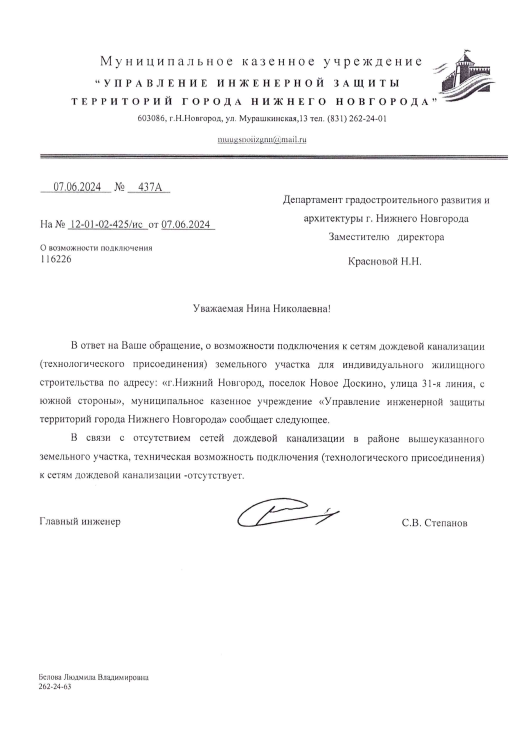 Муниципальное казенное учреждение
“УПРАВЛЕНИЕ ИНЖЕНЕРНОЙ ЗАЩИТЫ
ТЕРРИТОРИЙ ГОРОДА НИЖНЕГО НОВГОРОДА”
603086, г.Н.Новгород, ул. Мурашкинская,13 тел. (831) 262-24-01
muugsooiizgnn@mail.ru
07.06.2024 № 437А
На № 12-01-02-425/ис от 07.06.2024
О возможности подключения
116226
Департамент градостроительного развития и
архитектуры г. Нижнего Новгорода
Заместителю директора
Красновой Н.Н.
Уважаемая Нина Николаевна!
В ответ на Ваше обращение, о возможности подключения к сетям дождевой канализации
(технологического присоединения) земельного участка для индивидуального жилищного
строительства по адресу: «г.Нижний Новгород, поселок Новое Доскино, улица 31-я линия, с
южной стороны», муниципальное казенное учреждение «Управление инженерной защиты
территорий города Нижнего Новгорода» сообщает следующее.
В связи с отсутствием сетей дождевой канализации в районе вышеуказанного
земельного участка, техническая возможность подключения (технологического присоединения)
к сетям дождевой канализации -отсутствует.
Главный инженер
С.В. Степанов
Белова Людмила Владимировна
262-24-63